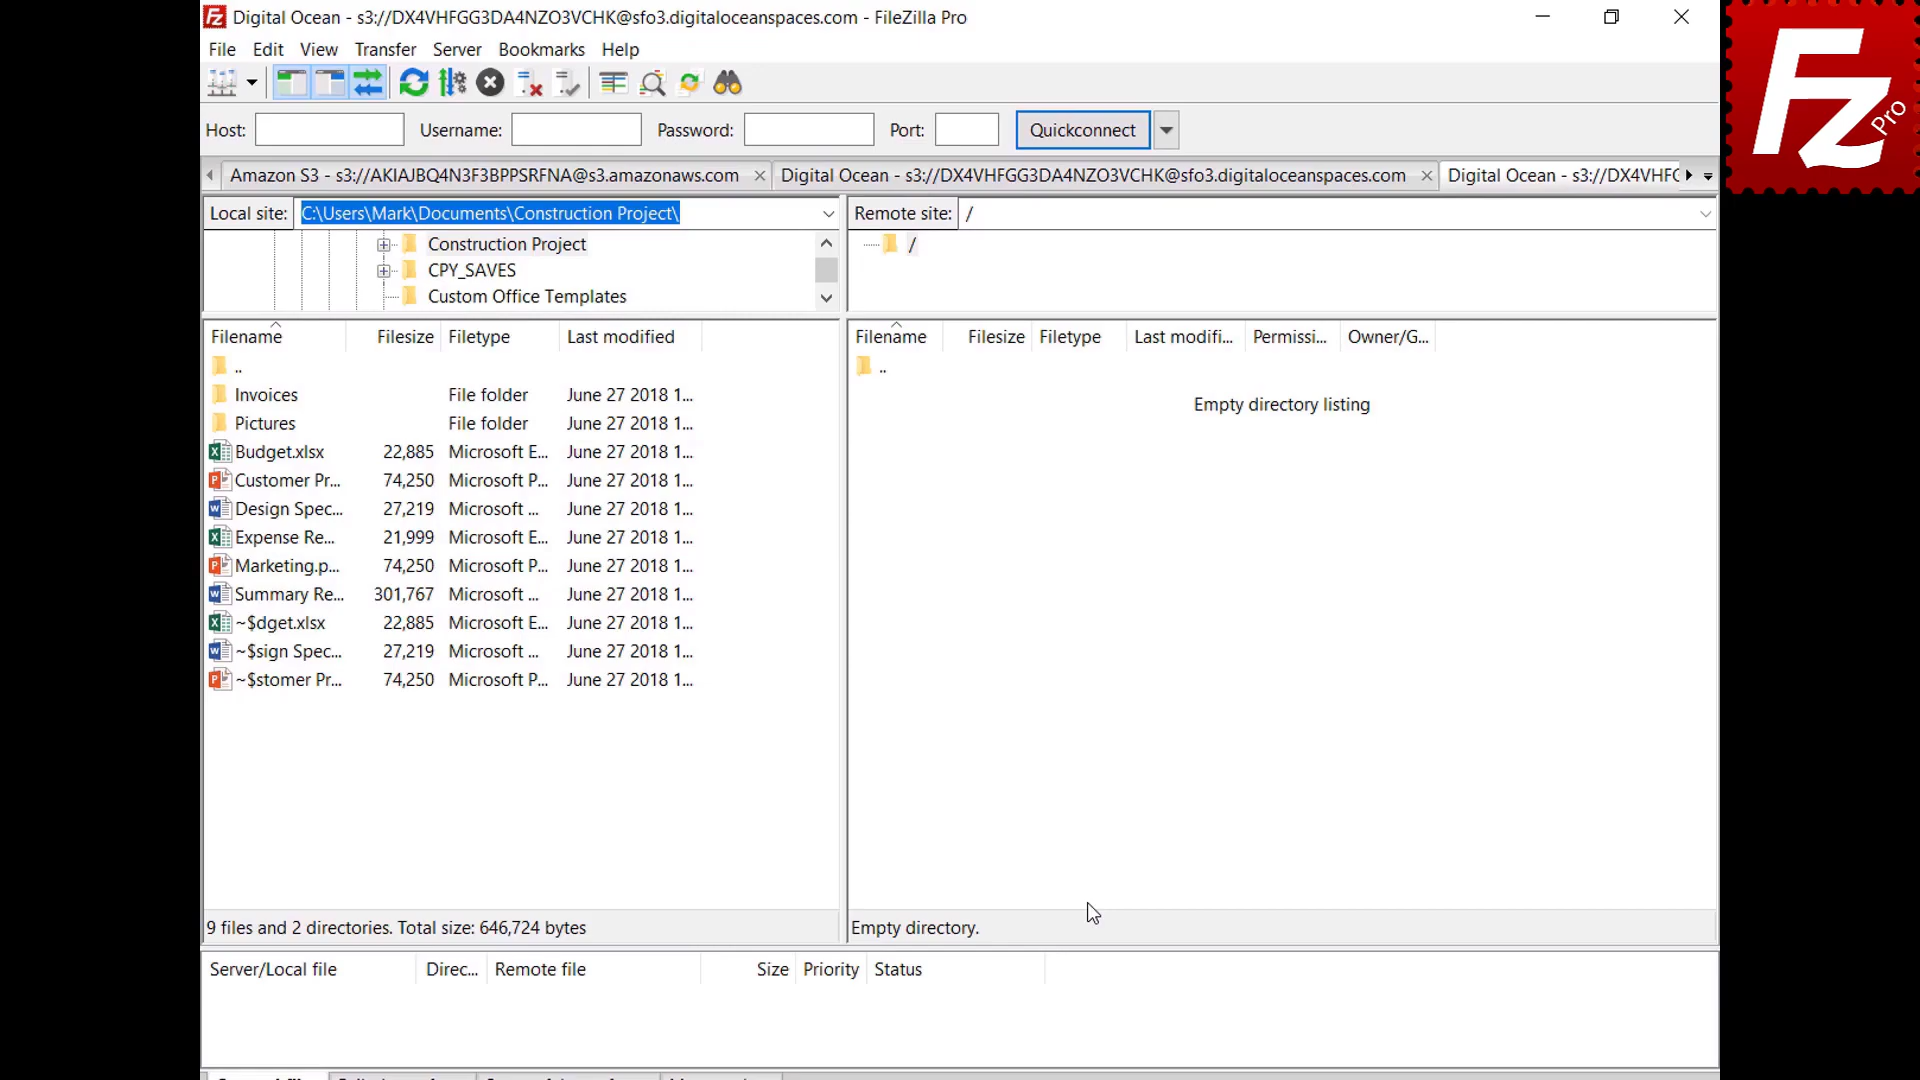 Digital Ocean - s3://DX4VHFGG3DA4NZO3VCHK@sfo3.digitaloceanspaces.com - FileZilla Pro
File Edit View Transfer Server Bookmarks Help
Host: Username: Password: Port: Quickconnect
Amazon S3 - s3://AKIAJBQ4N3F3BPPSRFNA@s3.amazonaws.com Digital Ocean - s3://DX4VHFGG3DA4NZO3VCHK@sfo3.digitaloceanspaces.com Digital Ocean - s3://DX4VHFG
Local site: C:\Users\Mark\Documents\Construction Project\
Construction Project
CPY_SAVES
Custom Office Templates
Filename Filesize Filetype Last modified
..
Invoices File folder June 27 2018 1...
Pictures File folder June 27 2018 1...
Budget.xlsx 22,885 Microsoft E... June 27 2018 1...
Customer Pr... 74,250 Microsoft P... June 27 2018 1...
Design Spec... 27,219 Microsoft ... June 27 2018 1...
Expense Re... 21,999 Microsoft E... June 27 2018 1...
Marketing.p... 74,250 Microsoft P... June 27 2018 1...
Summary Re... 301,767 Microsoft ... June 27 2018 1...
~$dget.xlsx 22,885 Microsoft E... June 27 2018 1...
~$sign Spec... 27,219 Microsoft ... June 27 2018 1...
~$stomer Pr... 74,250 Microsoft P... June 27 2018 1...
9 files and 2 directories. Total size: 646,724 bytes
Remote site: /
/
Filename Filesize Filetype Last modifi... Permissi... Owner/G...
..
Empty directory listing
Empty directory.
Server/Local file Direc... Remote file Size Priority Status
Fz Pro